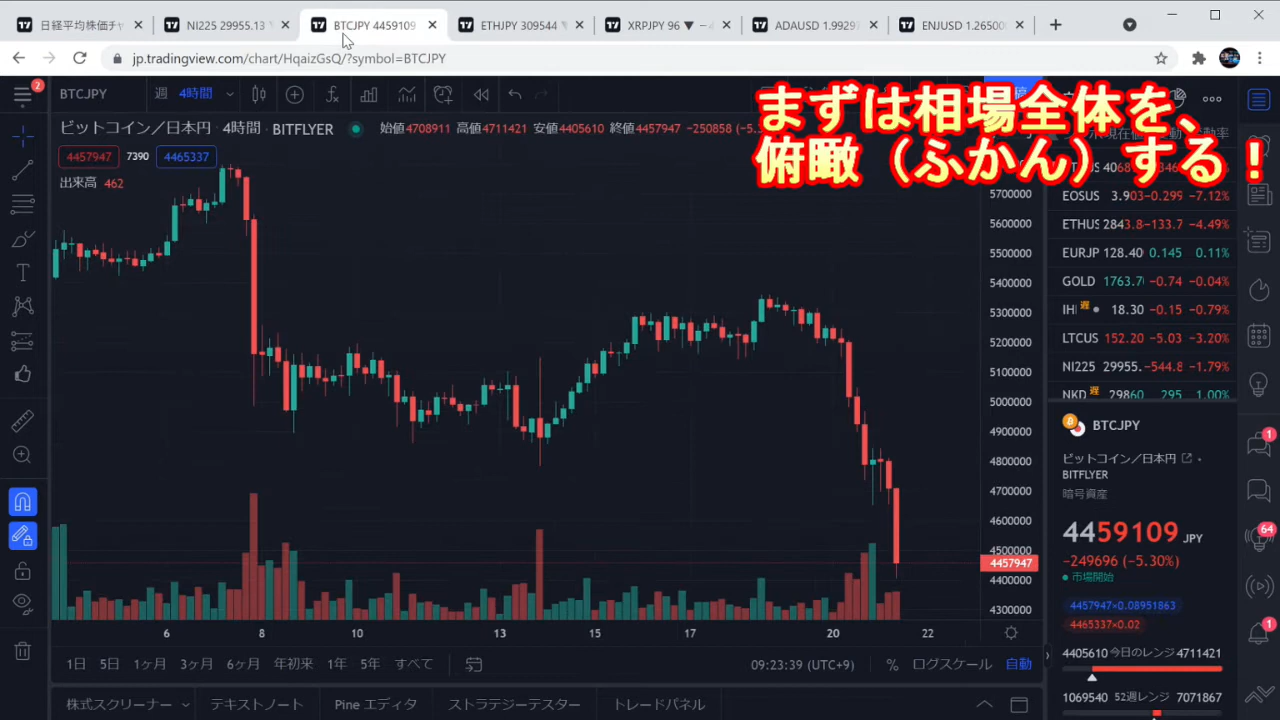 日経平均株価チャ
NI225 29955.13
BTCJPY 4459109
ETHJPY 309544
XRPJPY 96 ▼ −4
ADAUSD 1.9929
ENJUSD 1.26500
jp.tradingview.com/chart/HqaizGsQ/?symbol=BTCJPY
まずは相場全体を、
俯瞰（ふかん）する！
2
BTCJPY
週
4時間
ビットコイン／日本円・4時間・BITFLYER
始値4708911 高値4711421 安値4405610 終値4457947 −250858
4457947 7390 4465337
出来高 462
5700000
5600000
5500000
5400000
5300000
5200000
5100000
5000000
4900000
4800000
4700000
4600000
4500000
4457947
4400000
4300000
6 8 10 13 15 17 20 22
1日 5日 1ヶ月 3ヶ月 6ヶ月 年初来 1年 5年 すべて
09:23:39 (UTC+9)
% ログスケール 自動
株式スクリーナー テキストノート Pine エディタ ストラテジーテスター トレードパネル
EOSUS 3.903 −0.299 −7.12%
ETHUS 2843.8 −133.7 −4.49%
EURJP 128.40 0.145 0.11%
GOLD 1763.7 −0.74 −0.04%
IHI 遅 18.30 −0.15 −0.79%
LTCUS 152.20 −5.03 −3.20%
NI225 29955. −544.8 −1.79%
NKD 遅 29860 295 1.00%
BTCJPY
ビットコイン／日本円
BITFLYER
暗号資産
4459109 JPY
−249696 (−5.30%)
市場開始
4457947×0.08951863
4465337×0.02
4405610 今日のレンジ 4711421
1069540 52週レンジ 7071867
1
64
1